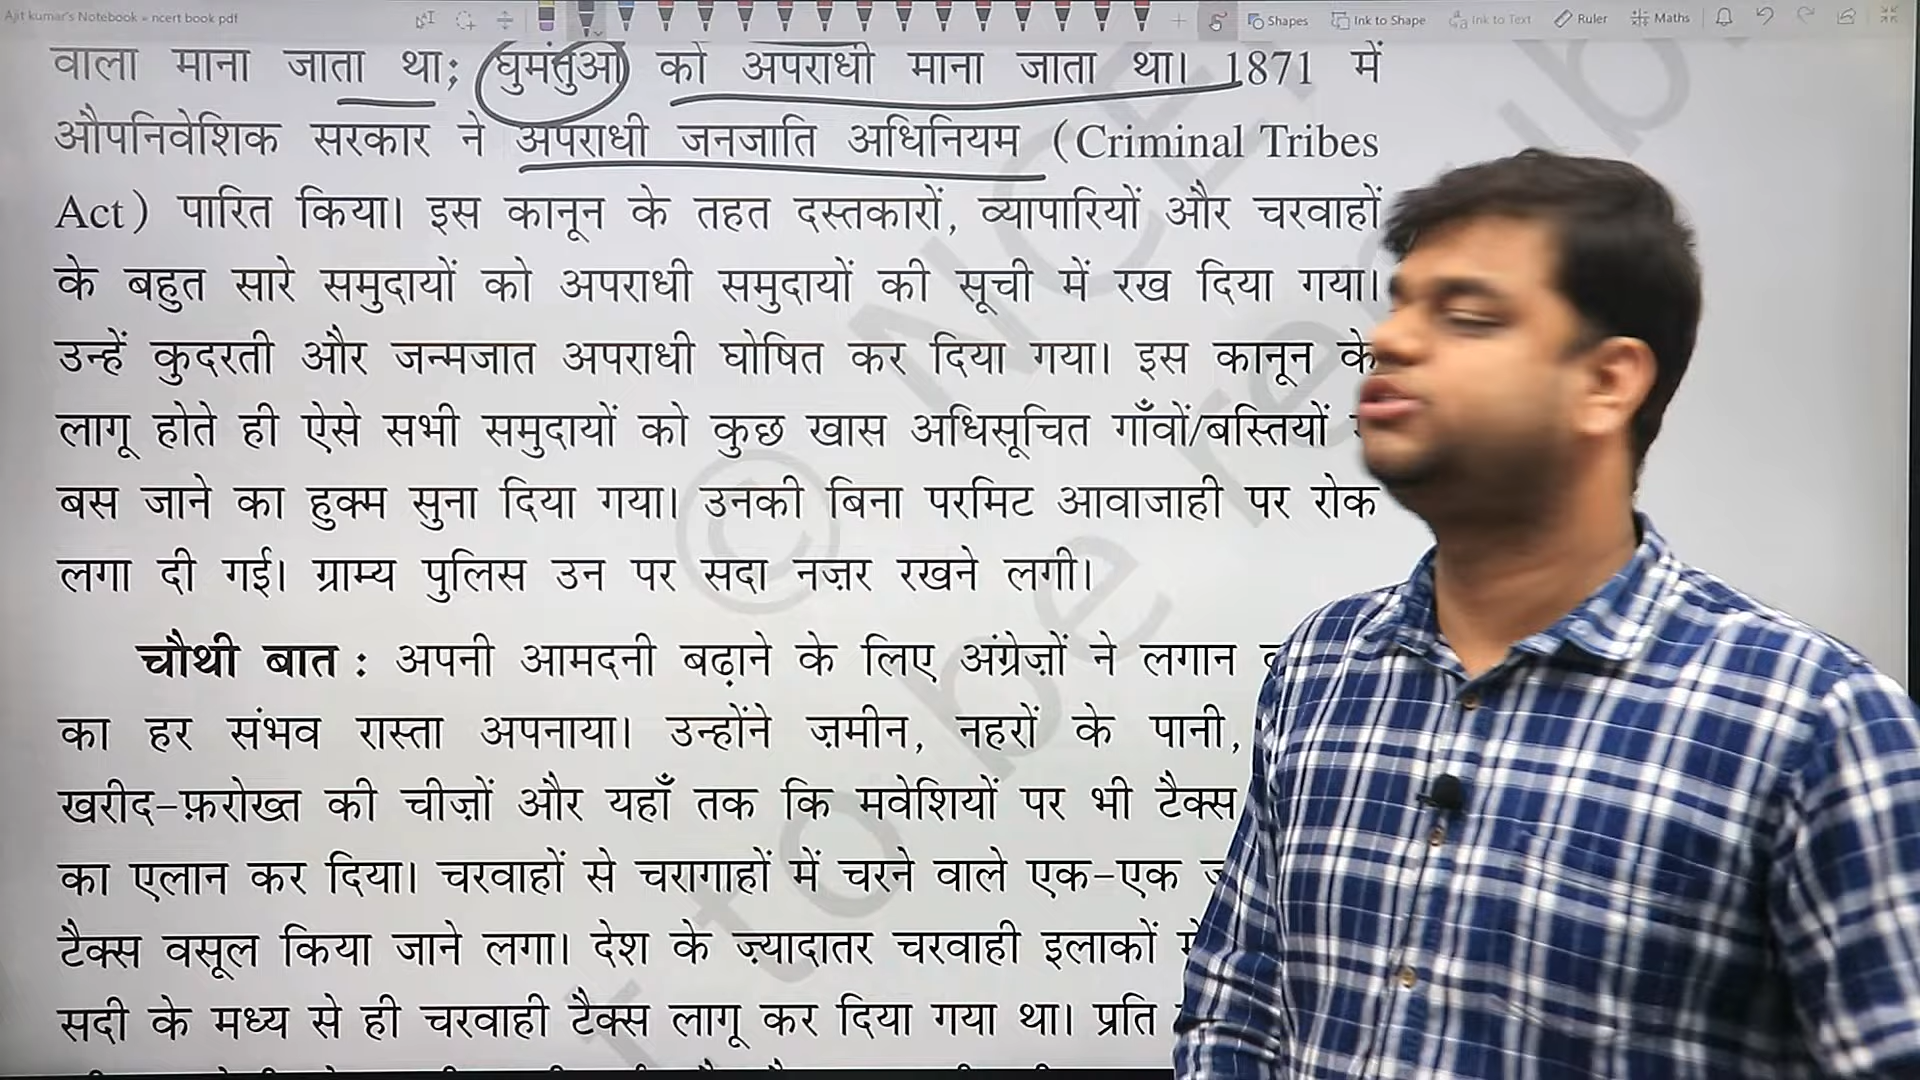 Ajit kumar's Notebook » ncert book pdf
Shapes Ink to Shape Ink to Text Ruler Maths
वाला माना जाता था; घुमंतुओं को अपराधी माना जाता था। 1871 में
औपनिवेशिक सरकार ने अपराधी जनजाति अधिनियम (Criminal Tribes
Act) पारित किया। इस कानून के तहत दस्तकारों, व्यापारियों और चरवाहों
के बहुत सारे समुदायों को अपराधी समुदायों की सूची में रख दिया गया।
उन्हें कुदरती और जन्मजात अपराधी घोषित कर दिया गया। इस कानून के
लागू होते ही ऐसे सभी समुदायों को कुछ खास अधिसूचित गाँवों/बस्तियों
बस जाने का हुक्म सुना दिया गया। उनकी बिना परमिट आवाजाही पर रोक
लगा दी गई। ग्राम्य पुलिस उन पर सदा नज़र रखने लगी।
चौथी बात : अपनी आमदनी बढ़ाने के लिए अंग्रेज़ों ने लगान
का हर संभव रास्ता अपनाया। उन्होंने ज़मीन, नहरों के पानी,
खरीद-फ़रोख्त की चीज़ों और यहाँ तक कि मवेशियों पर भी टैक्स
का एलान कर दिया। चरवाहों से चरागाहों में चरने वाले एक-एक
टैक्स वसूल किया जाने लगा। देश के ज़्यादातर चरवाही इलाकों
सदी के मध्य से ही चरवाही टैक्स लागू कर दिया गया था। प्रति